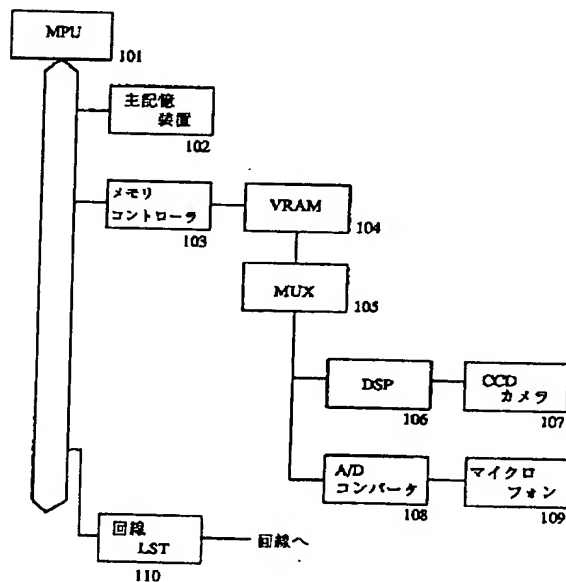 MPU
101
主記憶
装置
102
メモリ
コントローラ
103
VRAM
104
MUX
105
DSP
106
CCD
カメラ
107
A/D
コンバータ
108
マイクロ
フォン
109
回線
LST
110
回線へ